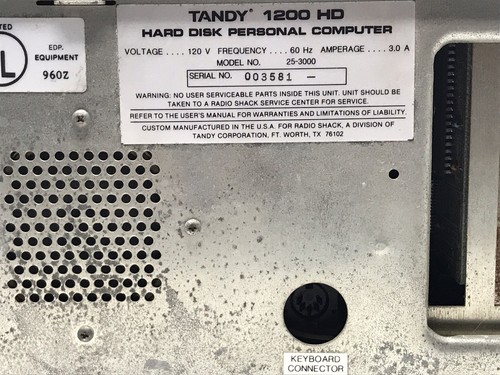 TED
L
EDP.
EQUIPMENT
960Z
TANDY® 1200 HD
HARD DISK PERSONAL COMPUTER
VOLTAGE .... 120 V FREQUENCY .... 60 Hz AMPERAGE .... 3.0 A
MODEL NO. 25-3000
SERIAL NO. 003581 -
WARNING: NO USER SERVICEABLE PARTS INSIDE THIS UNIT. UNIT SHOULD BE
TAKEN TO A RADIO SHACK SERVICE CENTER FOR SERVICE.
REFER TO THE USER'S MANUAL FOR WARRANTIES AND LIMITATIONS OF LIABILITY.
CUSTOM MANUFACTURED IN THE U.S.A. FOR RADIO SHACK, A DIVISION OF
TANDY CORPORATION, FT. WORTH, TX 76102
KEYBOARD
CONNECTOR